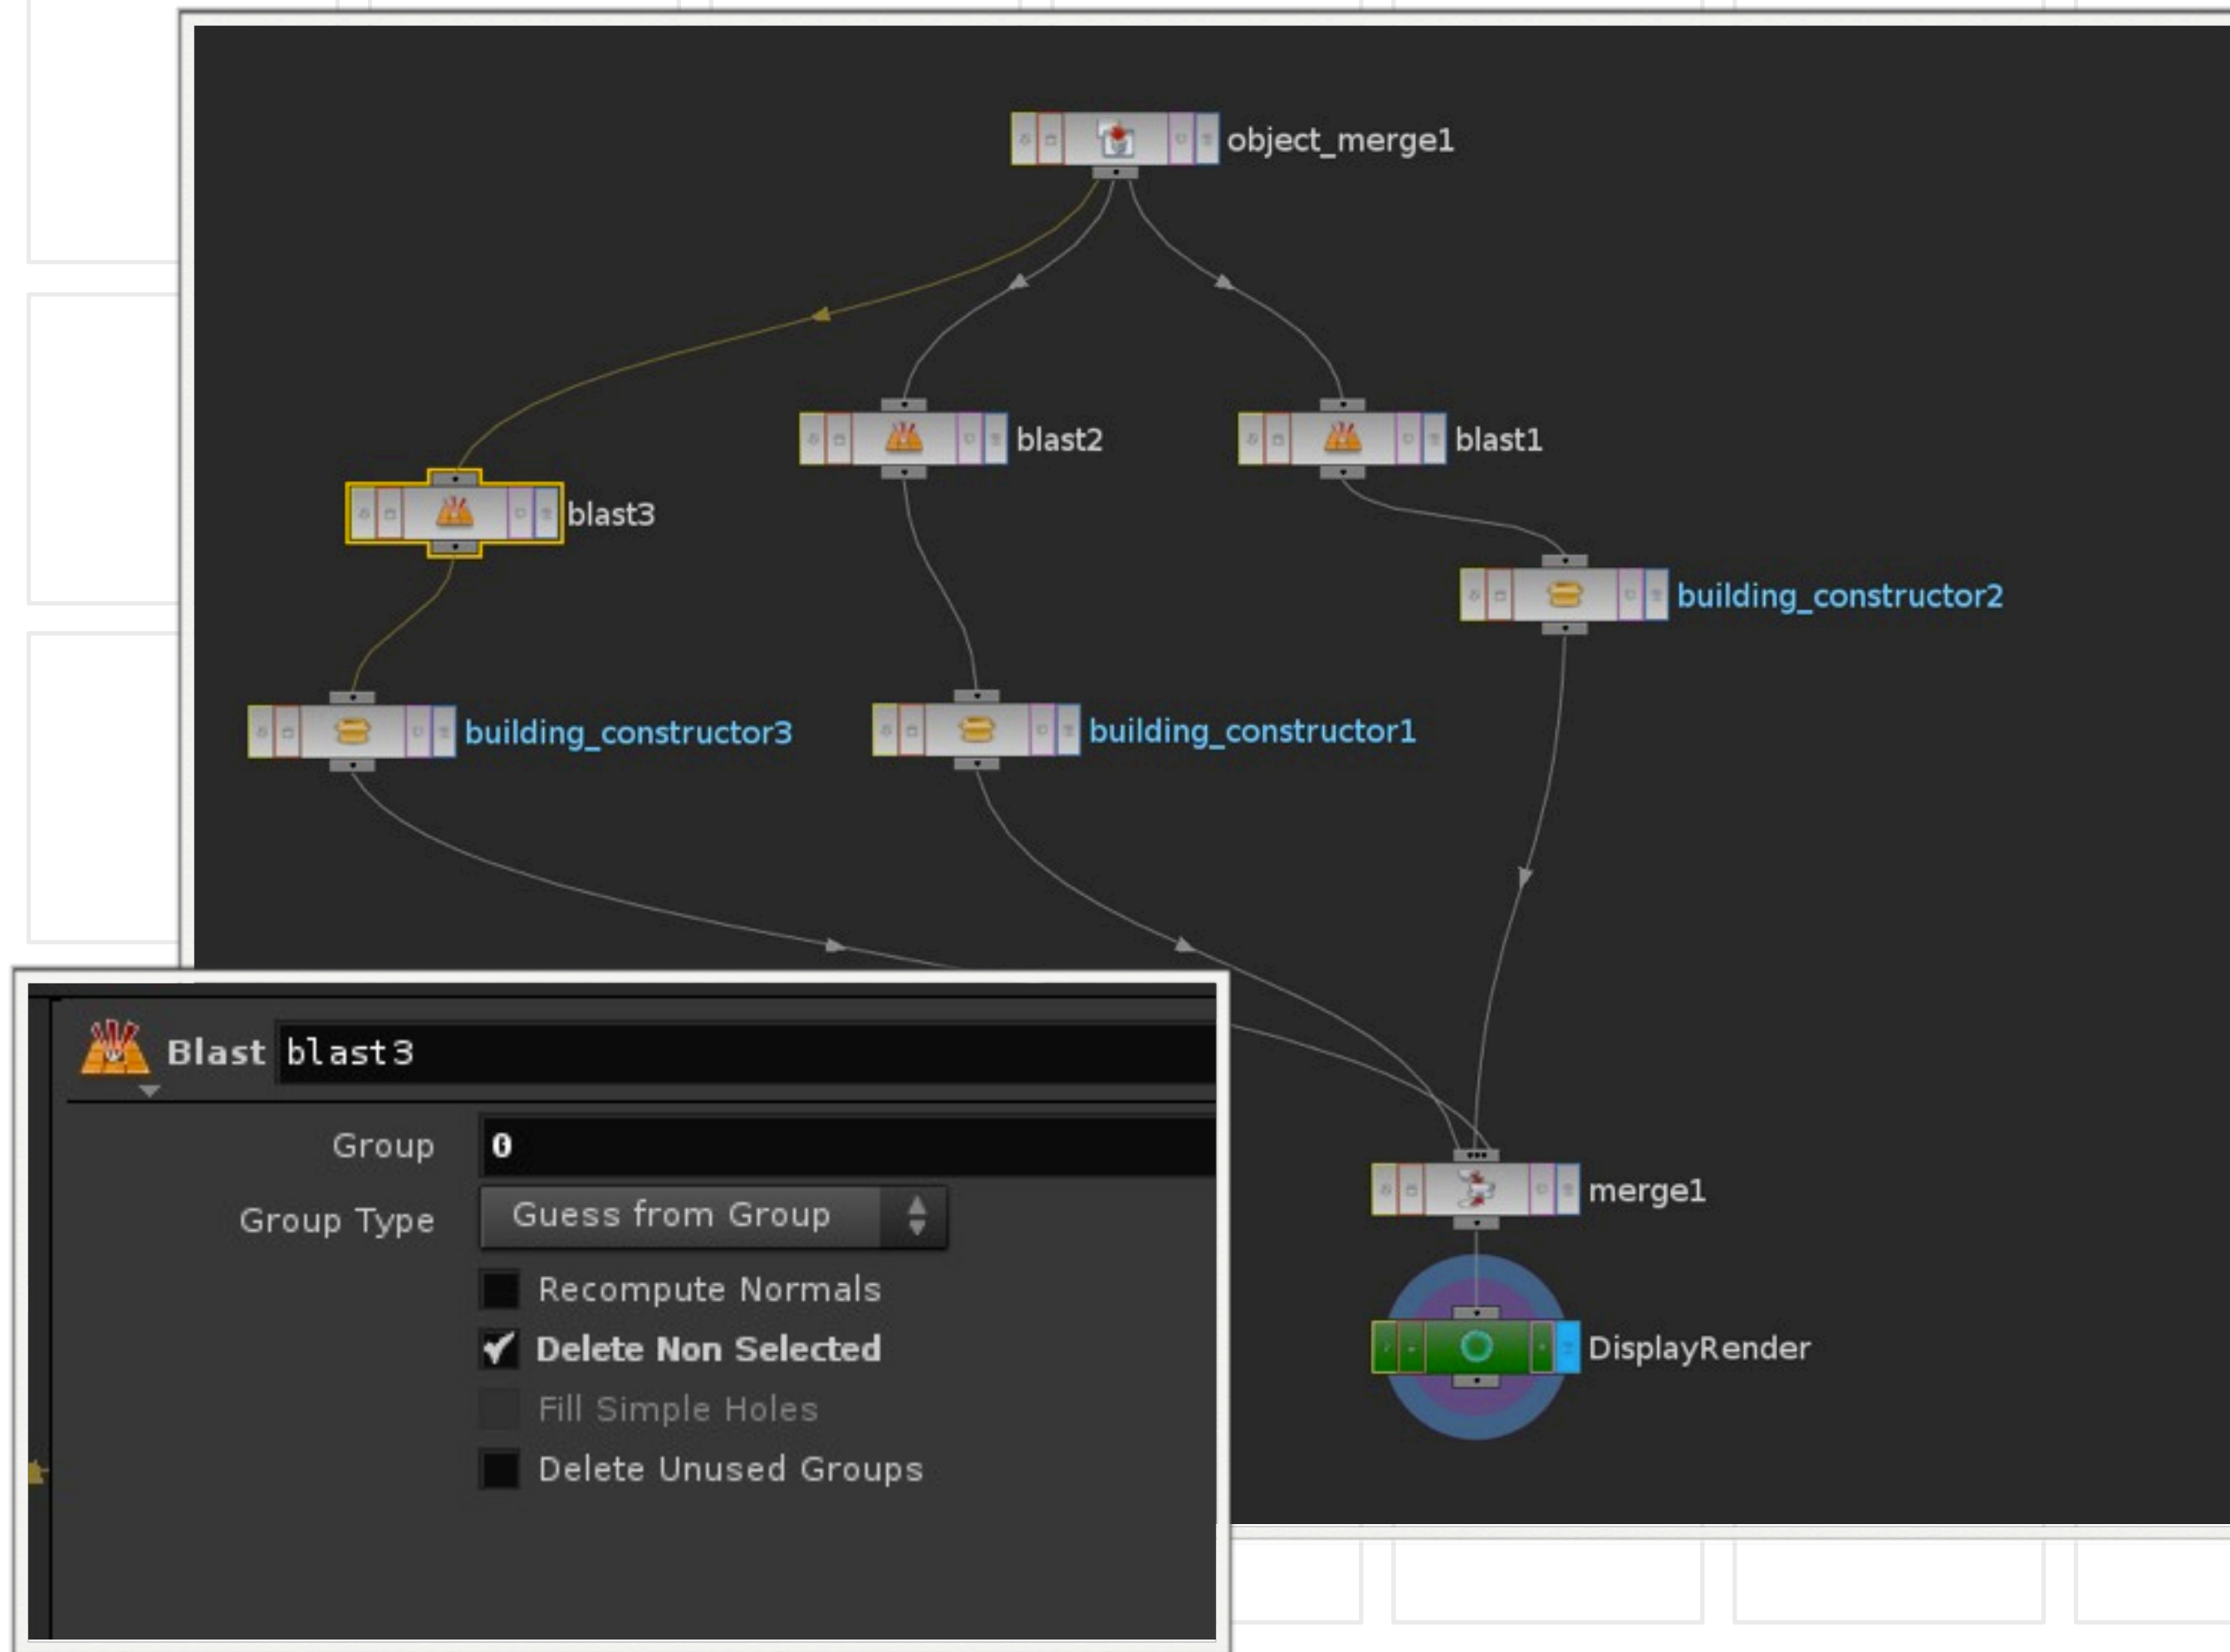 object_merge1
blast2
blast1
blast3
building_constructor2
building_constructor3
building_constructor1
Blast blast3
Group 0
Group Type Guess from Group
Recompute Normals
Delete Non Selected
Fill Simple Holes
Delete Unused Groups
merge1
DisplayRender